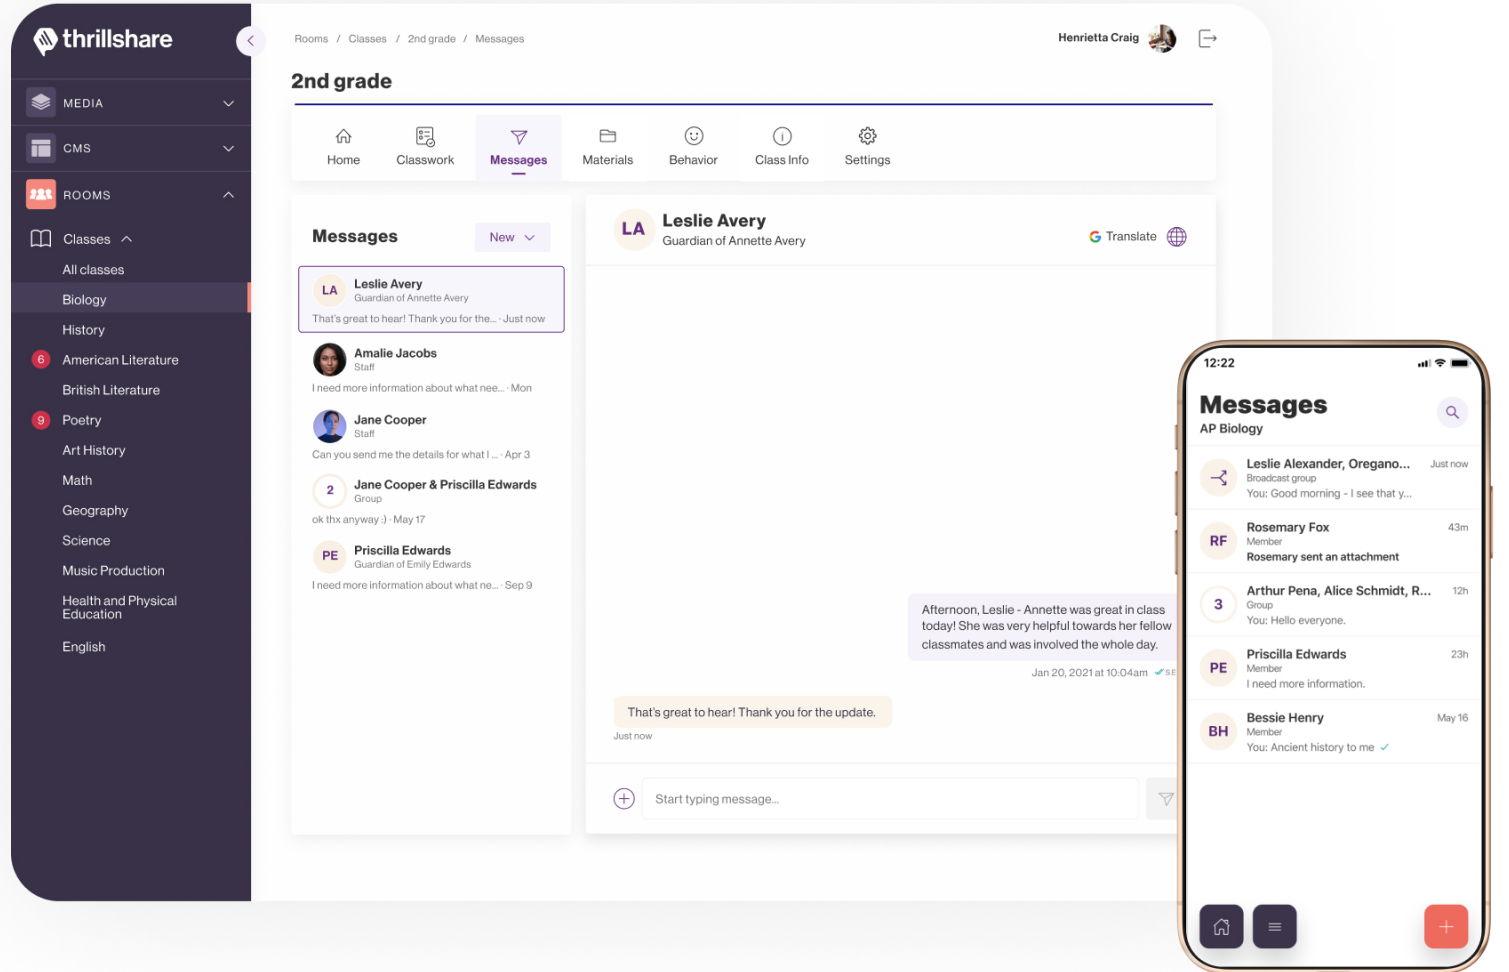 thrillshare
MEDIA
CMS
ROOMS
Classes
All classes
Biology
History
6 American Literature
British Literature
9 Poetry
Art History
Math
Geography
Science
Music Production
Health and Physical
Education
English
Rooms / Classes / 2nd grade / Messages
Henrietta Craig
2nd grade
Home
Classwork
Messages
Materials
Behavior
Class Info
Settings
Messages
New
LA Leslie Avery
Guardian of Annette Avery
That's great to hear! Thank you for the... · Just now
Amalie Jacobs
Staff
I need more information about what nee... · Mon
Jane Cooper
Staff
Can you send me the details for what I ... · Apr 3
2 Jane Cooper & Priscilla Edwards
Group
ok thx anyway :) · May 17
PE Priscilla Edwards
Guardian of Emily Edwards
I need more information about what ne... · Sep 9
LA Leslie Avery
Guardian of Annette Avery
G Translate
Afternoon, Leslie - Annette was great in class
today! She was very helpful towards her fellow
classmates and was involved the whole day.
Jan 20, 2021 at 10:04am SE
That's great to hear! Thank you for the update.
Just now
Start typing message...
12:22
Messages
AP Biology
Leslie Alexander, Oregano... Just now
Broadcast group
You: Good morning - I see that y...
RF Rosemary Fox 43m
Member
Rosemary sent an attachment
3 Arthur Pena, Alice Schmidt, R... 12h
Group
You: Hello everyone.
PE Priscilla Edwards 23h
Member
I need more information.
BH Bessie Henry May 16
Member
You: Ancient history to me